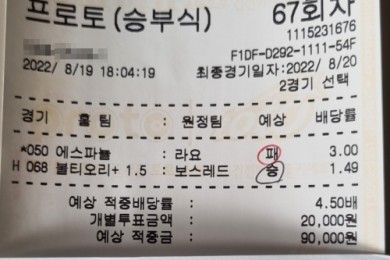 프로토(승부식) 67회차
1115231676
F1DF-D292-1111-54F
2022/ 8/19 18:04:19 최종경기일자:2022/ 8/20
2경기 선택
경기 홈 팀 : 원정팀 예상 배당률
*050 에스파뇰 : 라요 패 3.00
H 068 볼티오리+ 1.5 : 보스레드 승 1.49
예상 적중배당률 4.50배
개별투표금액 20,000원
예상 적중금 90,000원